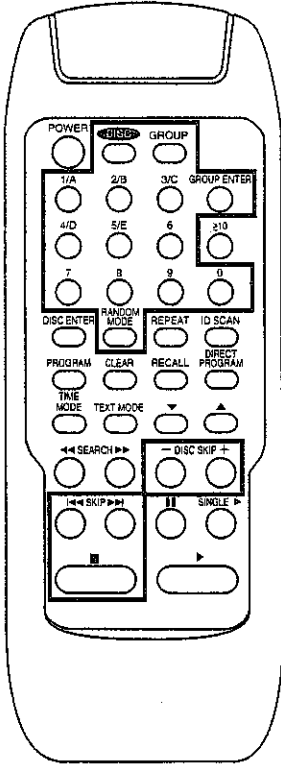 POWER DISC GROUP
1/A 2/B 3/C GROUP ENTER
4/D 5/E 6 ≥10
7 8 9 0
DISC ENTER RANDOM MODE REPEAT ID SCAN
PROGRAM CLEAR RECALL DIRECT PROGRAM
TIME MODE TEXT MODE ▼ ▲
◀◀ SEARCH ▶▶ − DISC SKIP +
|◀◀ SKIP ▶▶| ❚❚ SINGLE ▶
■ ▶